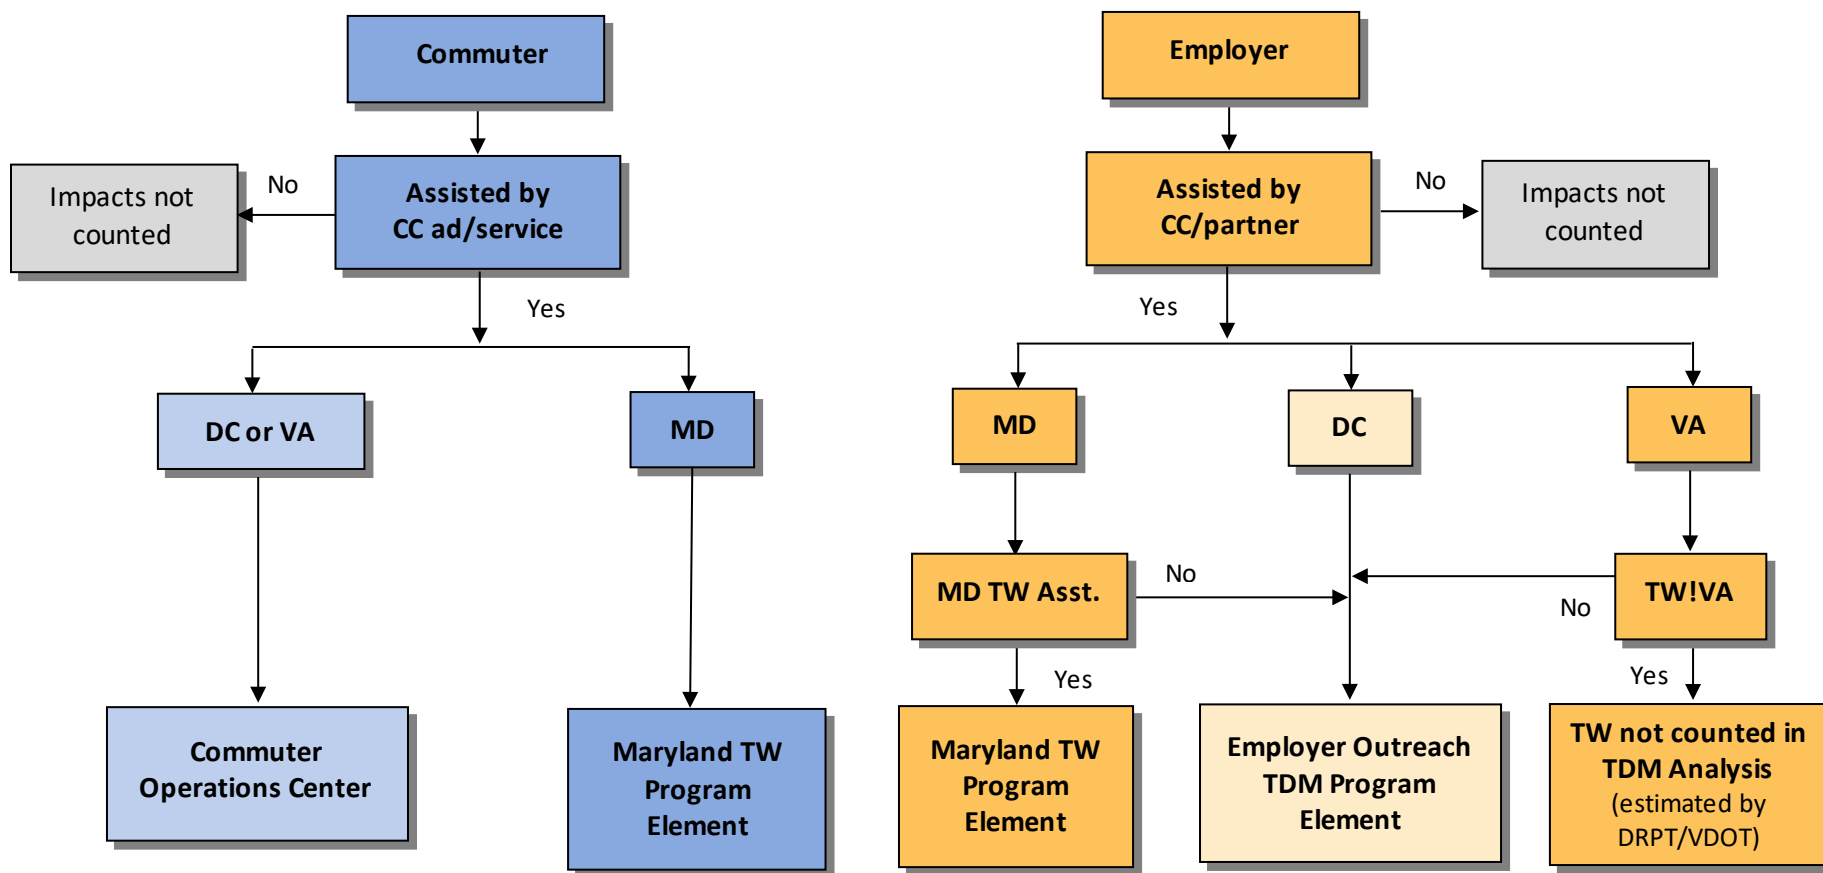 Commuter
Employer
Impacts not
counted
No
Assisted by
CC ad/service
Assisted by
CC/partner
No
Impacts not
counted
Yes
Yes
DC or VA
MD
MD
DC
VA
MD TW Asst.
No
No
TW!VA
Yes
Yes
Commuter
Operations Center
Maryland TW
Program
Element
Maryland TW
Program
Element
Employer Outreach
TDM Program
Element
TW not counted in
TDM Analysis
(estimated by
DRPT/VDOT)